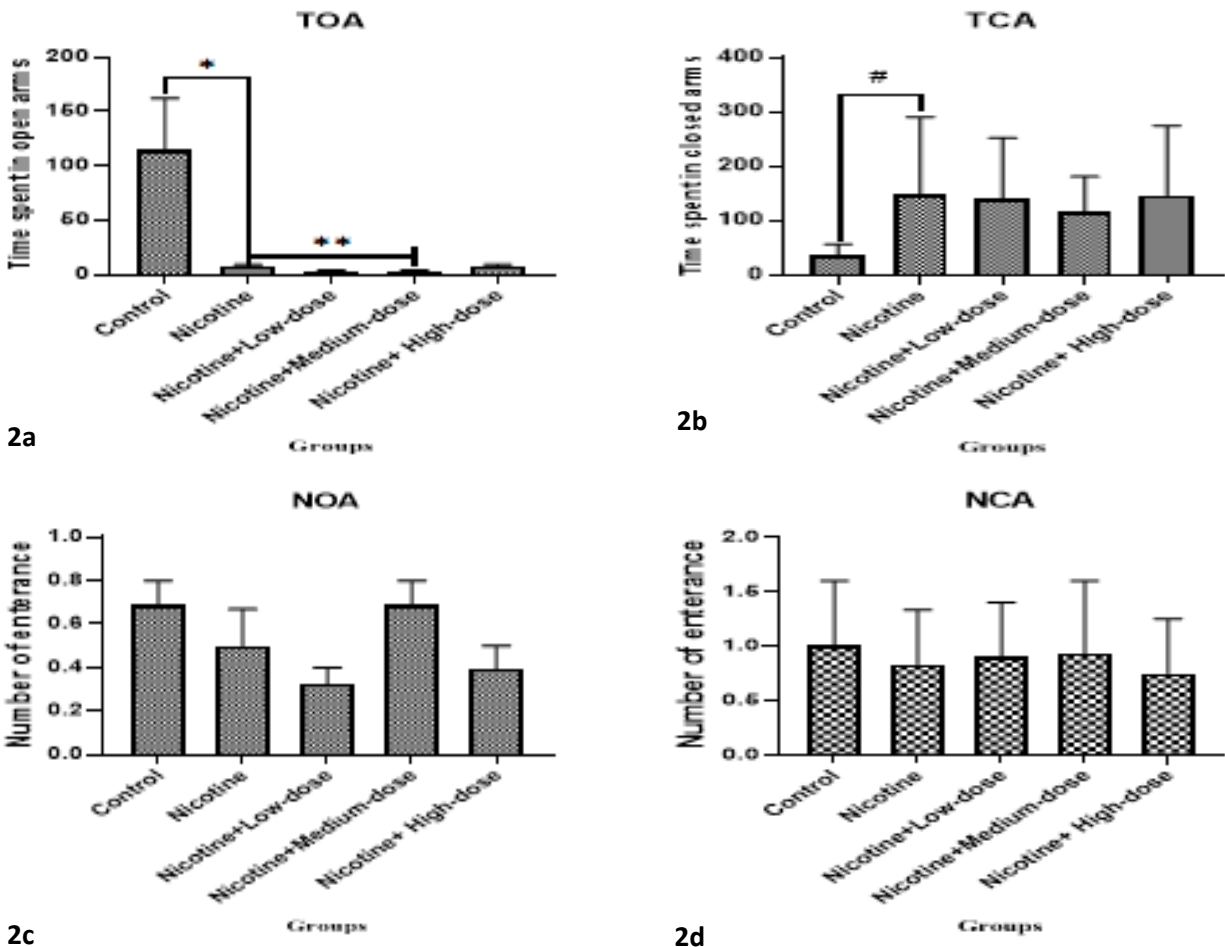 TOA
Time spent in open arms
200
150
100
50
0
*
**
Control
Nicotine
Nicotine+Low-dose
Nicotine+Medium-dose
Nicotine+ High-dose
Groups
2a
TCA
Time spent in closed arms
400
300
200
100
0
#
Control
Nicotine
Nicotine+Low-dose
Nicotine+Medium-dose
Nicotine+ High-dose
Groups
2b
NOA
Number of enterance
1.0
0.8
0.6
0.4
0.2
0.0
Control
Nicotine
Nicotine+Low-dose
Nicotine+Medium-dose
Nicotine+ High-dose
Groups
2c
NCA
Number of enterance
2.0
1.5
1.0
0.5
0.0
Control
Nicotine
Nicotine+Low-dose
Nicotine+Medium-dose
Nicotine+ High-dose
Groups
2d